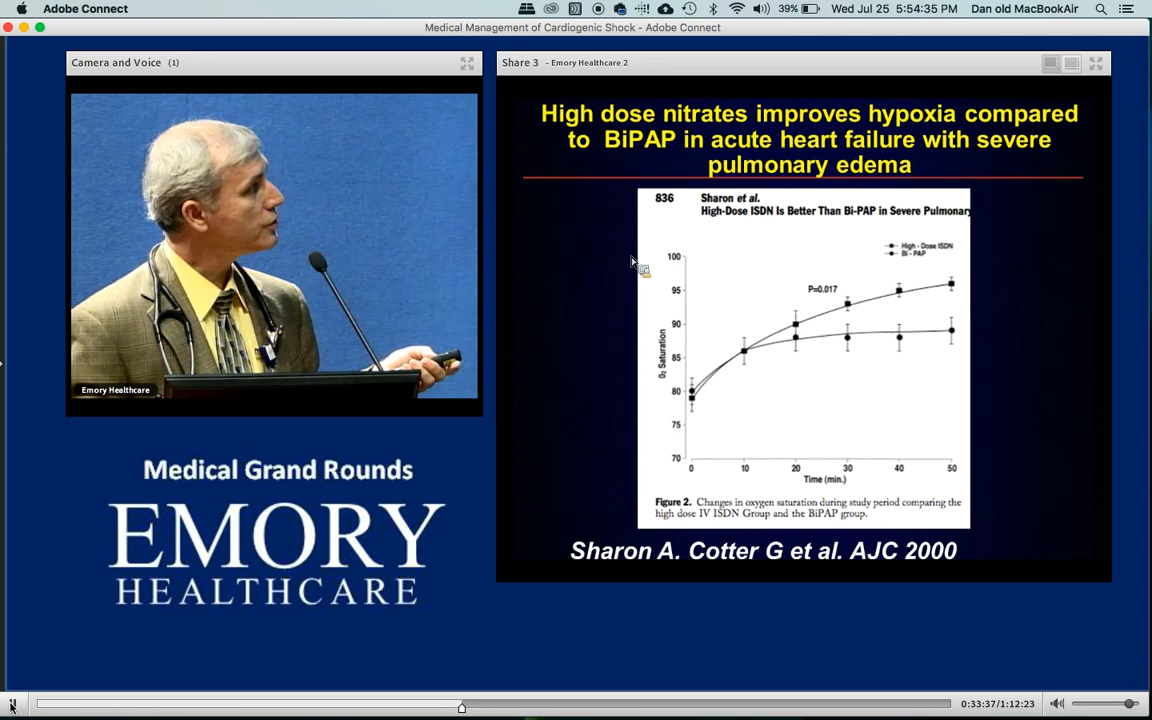 Adobe Connect
39%
Wed Jul 25 5:54:35 PM
Dan old MacBookAir
Medical Management of Cardiogenic Shock - Adobe Connect
Camera and Voice (1)
Emory Healthcare
Medical Grand Rounds
EMORY
HEALTHCARE
Share 3 - Emory Healthcare 2
High dose nitrates improves hypoxia compared
to BiPAP in acute heart failure with severe
pulmonary edema
836 Sharon et al.
High-Dose ISDN Is Better Than Bi-PAP in Severe Pulmonary
High - Dose ISDN
Bi - PAP
P=0.017
O₂ Saturation
100
95
90
85
80
75
70
0 10 20 30 40 50
Time (min.)
Figure 2. Changes in oxygen saturation during study period comparing the
high dose IV ISDN Group and the BiPAP group.
Sharon A. Cotter G et al. AJC 2000
0:33:37/1:12:23